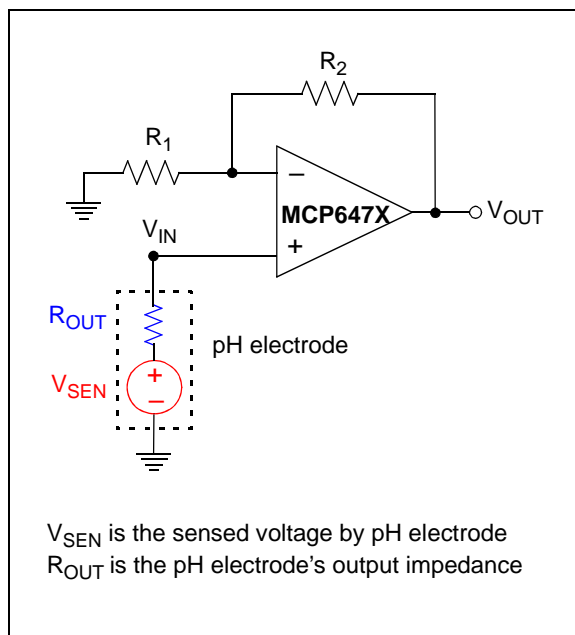 R2
R1
−
MCP647X
VOUT
VIN
+
ROUT
pH electrode
+
VSEN
−
VSEN is the sensed voltage by pH electrode
ROUT is the pH electrode's output impedance